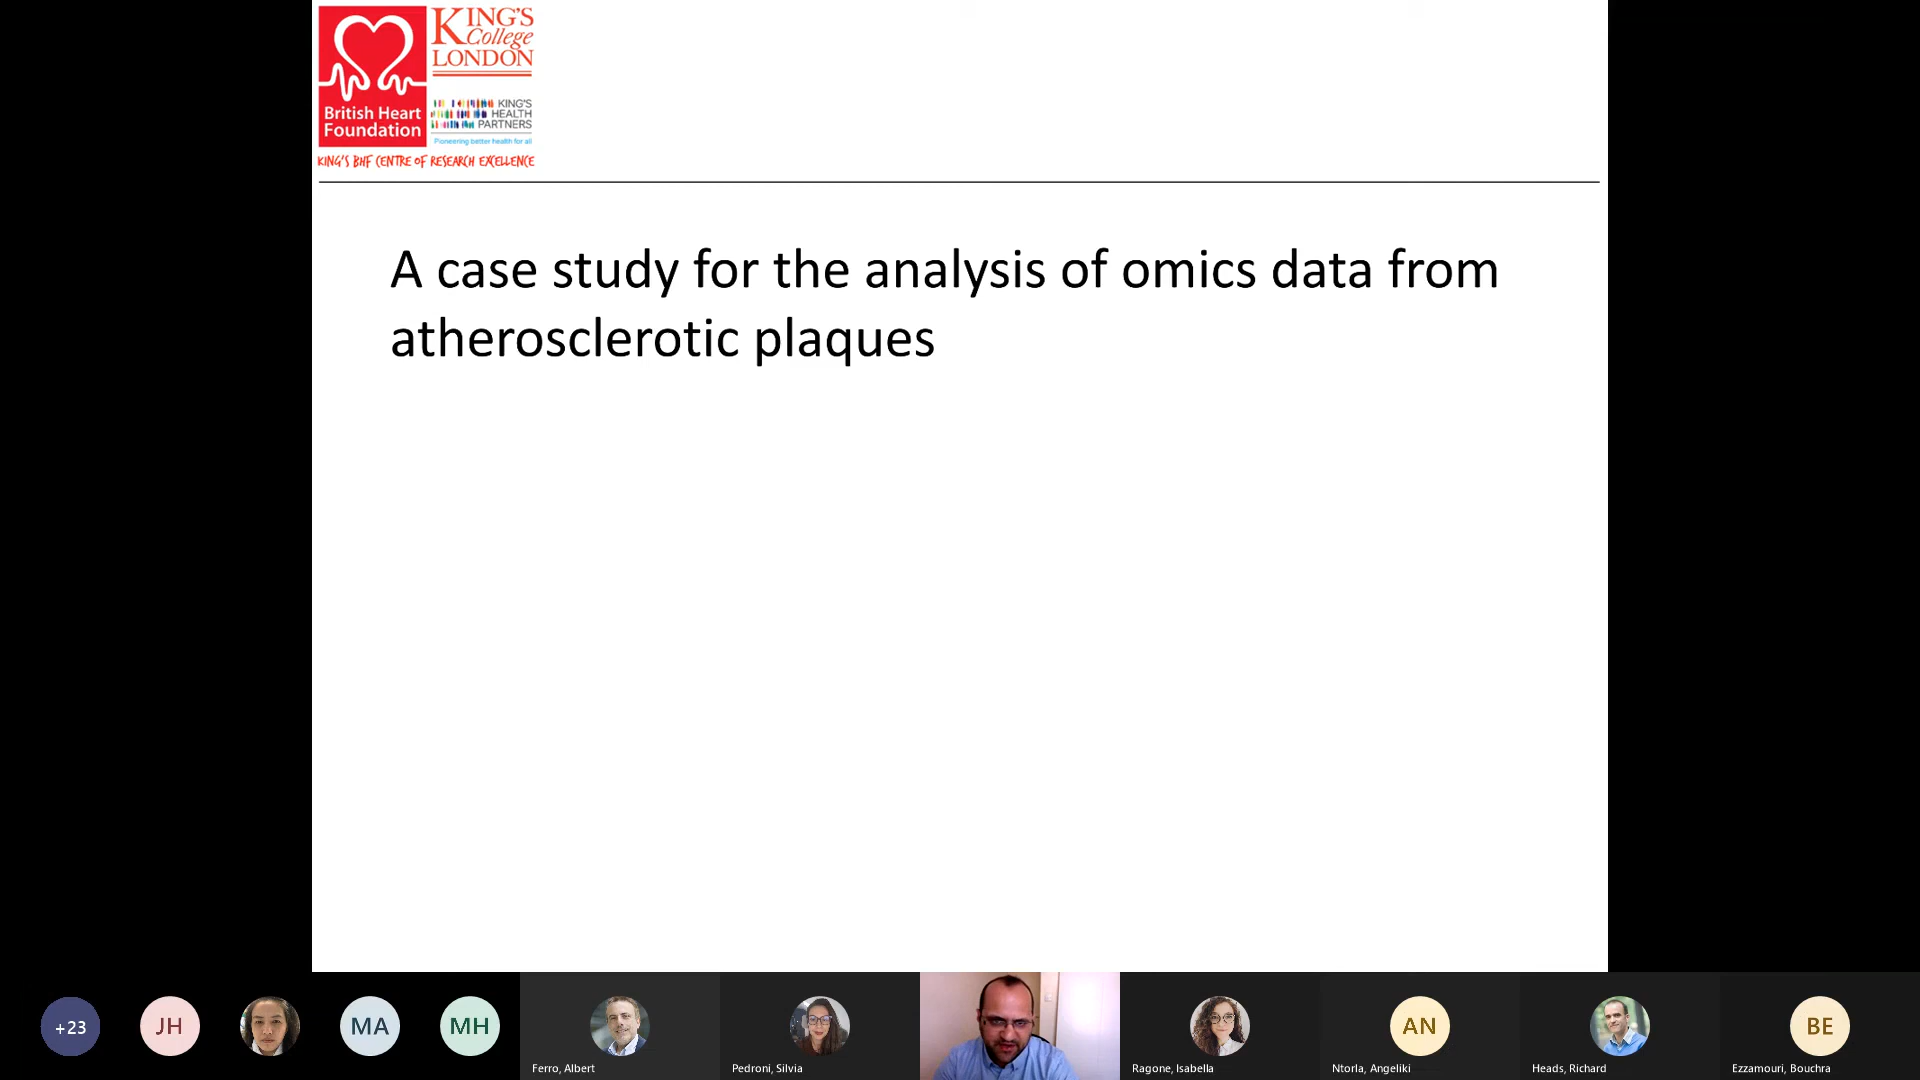 KING'S
College
LONDON
British Heart
Foundation
KING'S
HEALTH
PARTNERS
Pioneering better health for all
KING'S BHF CENTRE OF RESEARCH EXCELLENCE
A case study for the analysis of omics data from
atherosclerotic plaques
+23
JH
MA
MH
AN
BE
Ferro, Albert
Pedroni, Silvia
Ragone, Isabella
Ntorla, Angeliki
Heads, Richard
Ezzamouri, Bouchra